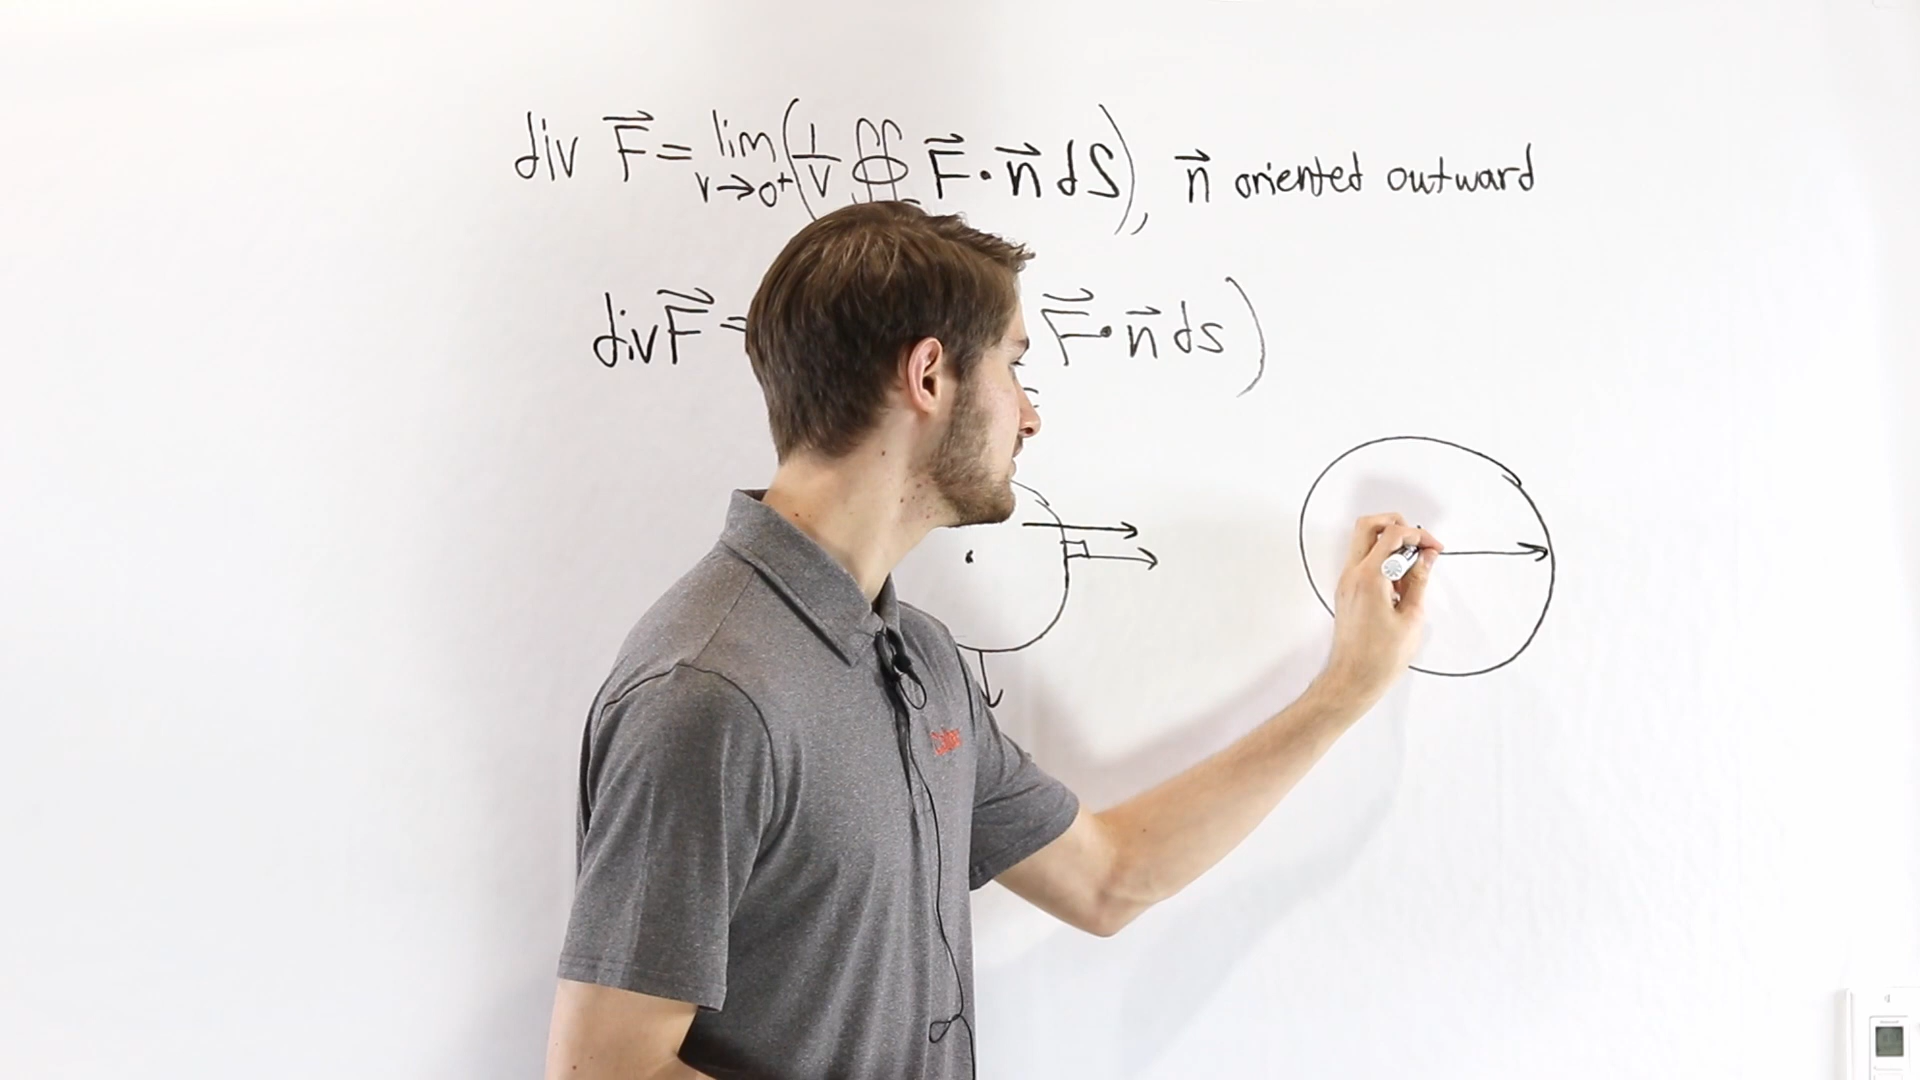 div F⃗ = lim V→0⁺ (1/V ∯ F⃗ · n⃗ dS), n⃗ oriented outward
div F⃗ = F⃗ · n⃗ ds)